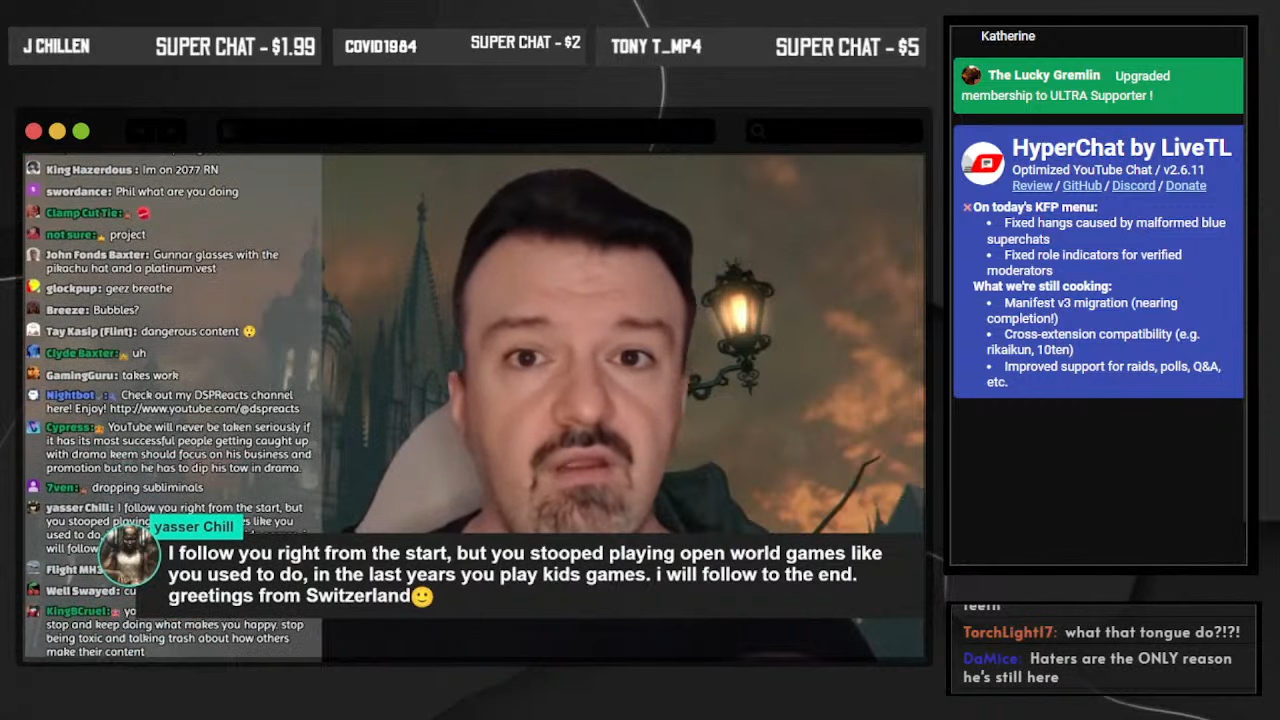 J CHILLEN SUPER CHAT - $1.99
COVID1984 SUPER CHAT - $2
TONY T_MP4 SUPER CHAT - $5
King Hazerdous : Im on 2077 RN
swordance: Phil what are you doing
Clamp Cut Tie:
not sure: project
John Fonds Baxter: Gunnar glasses with the
pikachu hat and a platinum vest
glockpup: geez breathe
Breeze: Bubbles?
Tay Kasip (Flint): dangerous content 😲
Clyde Baxter: uh
GamingGuru: takes work
Nightbot : Check out my DSPReacts channel
here! Enjoy! http://www.youtube.com/@dspreacts
Cypress: YouTube will never be taken seriously if
it has its most successful people getting caught up
with drama keem should focus on his business and
promotion but no he has to dip his tow in drama.
7ven: dropping subliminals
yasser Chill: I follow you right from the start, but
you stooped
used to do,
will follow
Flight MH3
Well Swayed: cu
KingBCruel: yo
stop and keep doing what makes you happy. stop
being toxic and talking trash about how others
make their content
yasser Chill
I follow you right from the start, but you stooped playing open world games like
you used to do, in the last years you play kids games. i will follow to the end.
greetings from Switzerland🙂
Katherine
The Lucky Gremlin Upgraded
membership to ULTRA Supporter !
HyperChat by LiveTL
Optimized YouTube Chat / v2.6.11
Review / GitHub / Discord / Donate
On today's KFP menu:
• Fixed hangs caused by malformed blue
superchats
• Fixed role indicators for verified
moderators
What we're still cooking:
• Manifest v3 migration (nearing
completion!)
• Cross-extension compatibility (e.g.
rikaikun, 10ten)
• Improved support for raids, polls, Q&A,
etc.
TorchLight17: what that tongue do?!?!
DaMice: Haters are the ONLY reason
he's still here